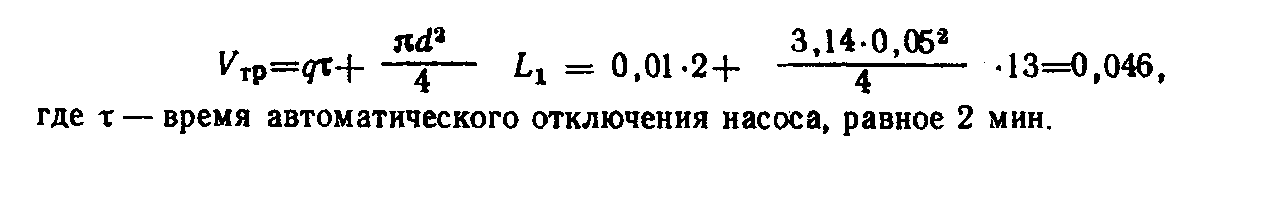 Vтр=qτ+ πd²/4 L₁ = 0,01·2+ 3,14·0,05²/4 ·13=0,046,
где τ — время автоматического отключения насоса, равное 2 мин.